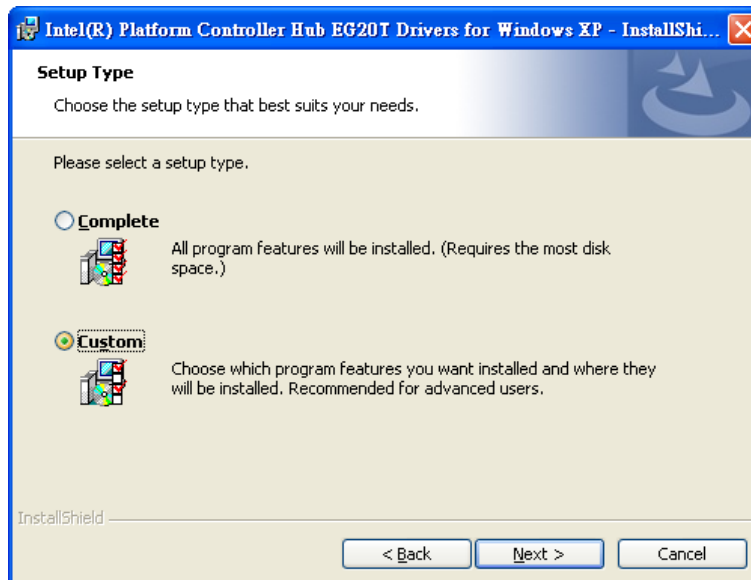 Intel(R) Platform Controller Hub EG20T Drivers for Windows XP - InstallShi...
Setup Type
Choose the setup type that best suits your needs.
Please select a setup type.
Complete
All program features will be installed. (Requires the most disk
space.)
Custom
Choose which program features you want installed and where they
will be installed. Recommended for advanced users.
InstallShield
< Back
Next >
Cancel